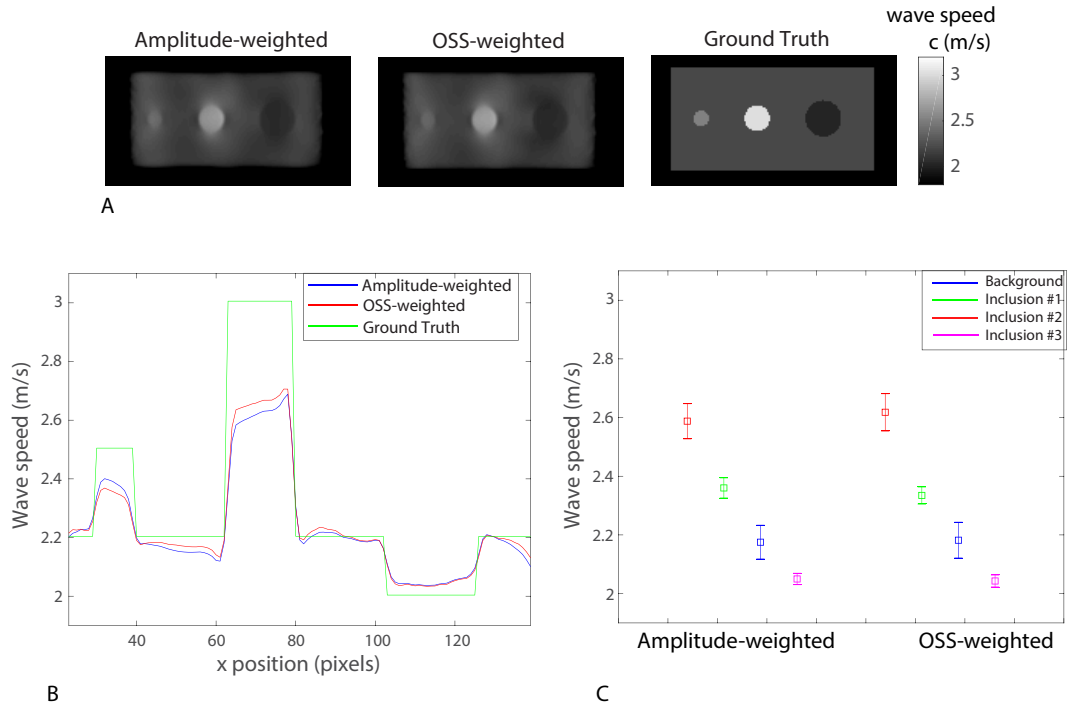 Amplitude-weighted
OSS-weighted
Ground Truth
wave speed
c (m/s)
3
2.5
2
A
3
2.8
2.6
2.4
2.2
2
Wave speed (m/s)
40
60
80
100
120
x position (pixels)
Amplitude-weighted
OSS-weighted
Ground Truth
B
3
2.8
2.6
2.4
2.2
2
Wave speed (m/s)
Amplitude-weighted
OSS-weighted
Background
Inclusion #1
Inclusion #2
Inclusion #3
C